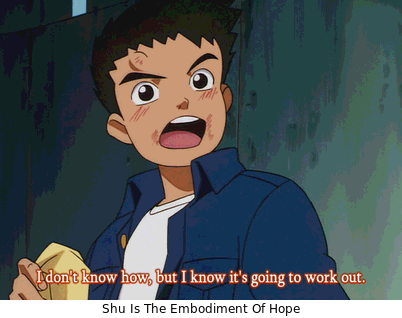 I don't know how, but I know it's going to work out.
Shu Is The Embodiment Of Hope